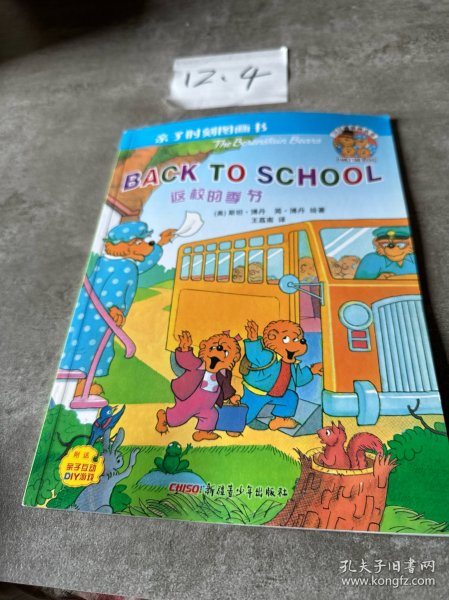 12.4
亲子时刻图画书
The Berenstain Bears
BACK TO SCHOOL
返校的季节
(美) 斯坦·博丹 简·博丹 绘著
王嘉南 译
附送
亲子互动
DIY游戏
CHISO 新疆青少年出版社
孔夫子旧书网
www.kongfz.com